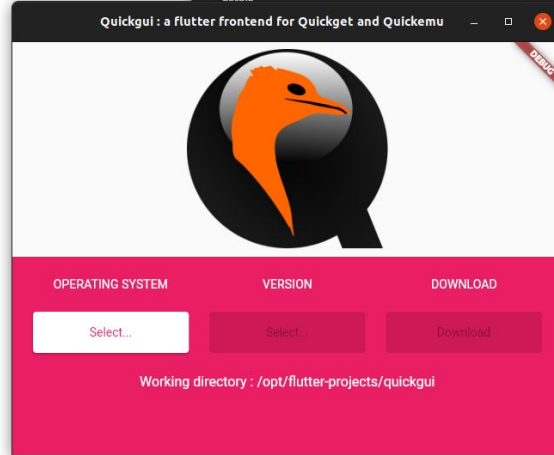 Quickgui : a flutter frontend for Quickget and Quickemu
DEBUG
OPERATING SYSTEM VERSION DOWNLOAD
Select... Select... Download
Working directory : /opt/flutter-projects/quickgui